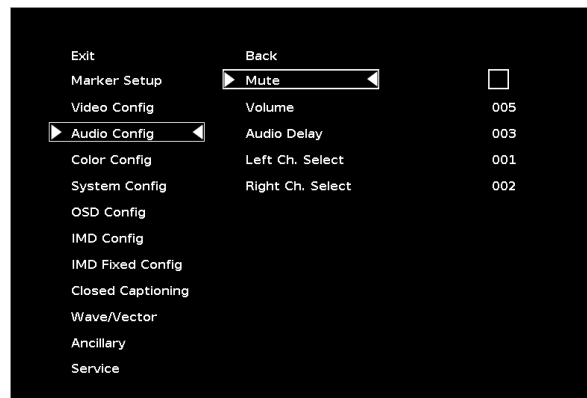 Exit Back
Marker Setup Mute
Video Config Volume 005
Audio Config Audio Delay 003
Color Config Left Ch. Select 001
System Config Right Ch. Select 002
OSD Config
IMD Config
IMD Fixed Config
Closed Captioning
Wave/Vector
Ancillary
Service